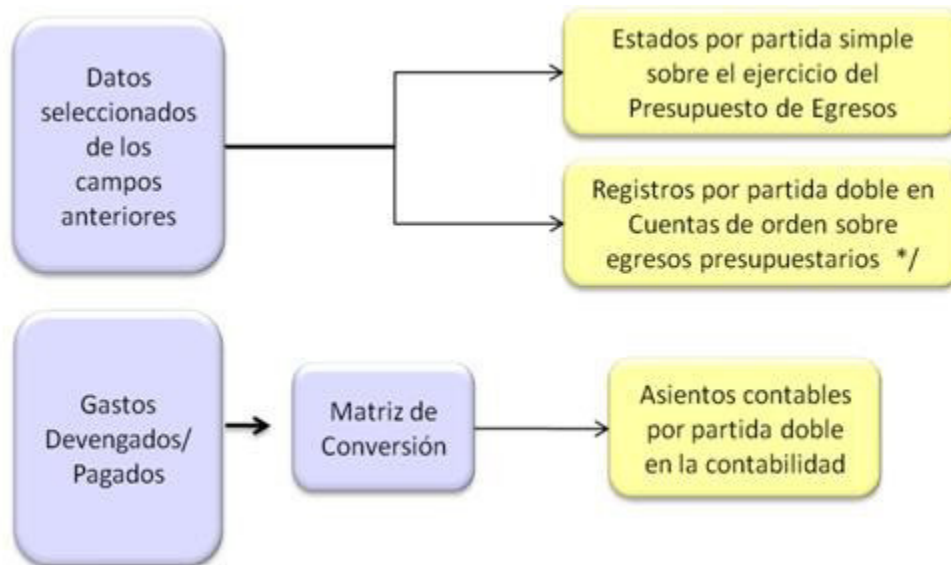 Datos
seleccionados
de los
campos
anteriores
Estados por partida simple
sobre el ejercicio del
Presupuesto de Egresos
Registros por partida doble en
Cuentas de orden sobre
egresos presupuestarios */
Gastos
Devengados/
Pagados
Matriz de
Conversión
Asientos contables
por partida doble
en la contabilidad